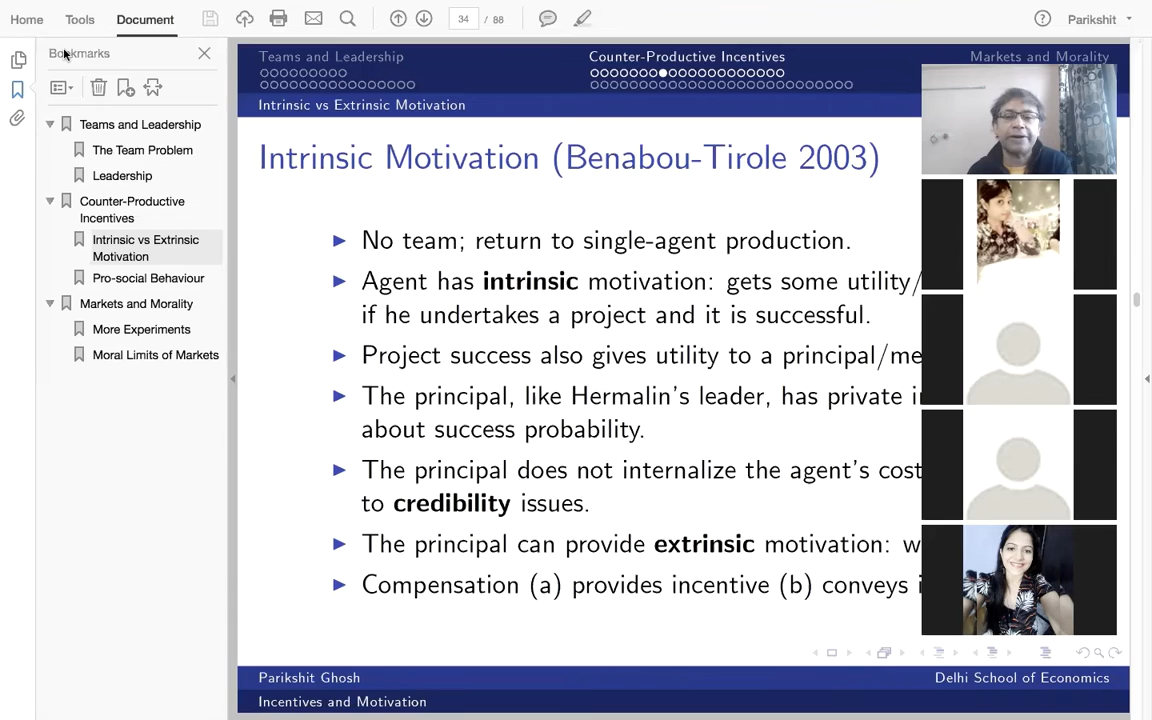 Home Tools Document 34 / 88 Parikshit
Bookmarks
Teams and Leadership
The Team Problem
Leadership
Counter-Productive
Incentives
Intrinsic vs Extrinsic
Motivation
Pro-social Behaviour
Markets and Morality
More Experiments
Moral Limits of Markets
Teams and Leadership Counter-Productive Incentives Markets and Morality
Intrinsic vs Extrinsic Motivation
Intrinsic Motivation (Benabou-Tirole 2003)
No team; return to single-agent production.
Agent has intrinsic motivation: gets some utility/
if he undertakes a project and it is successful.
Project success also gives utility to a principal/me
The principal, like Hermalin's leader, has private i
about success probability.
The principal does not internalize the agent's cost
to credibility issues.
The principal can provide extrinsic motivation: w
Compensation (a) provides incentive (b) conveys i
Parikshit Ghosh Delhi School of Economics
Incentives and Motivation